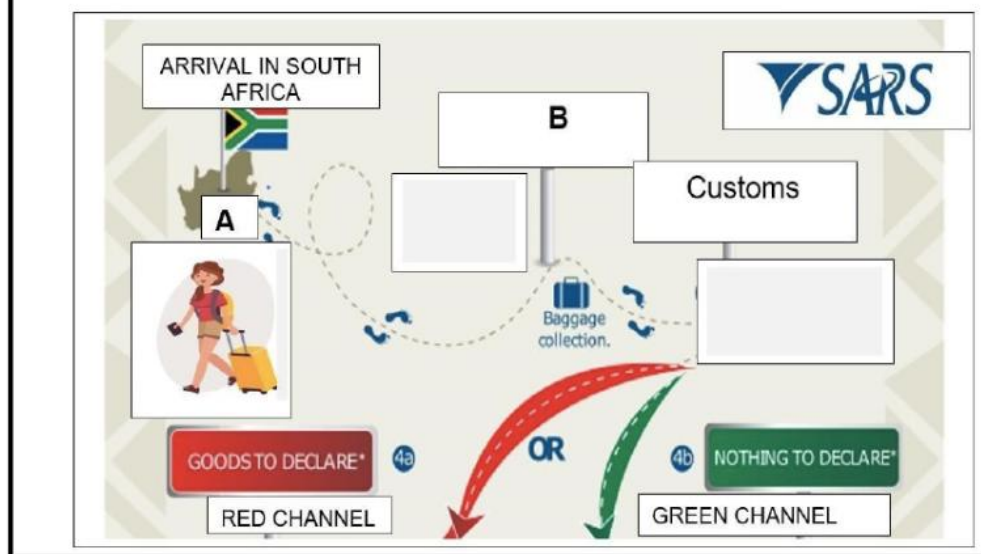 ARRIVAL IN SOUTH
AFRICA
SARS
B
Customs
A
Baggage
collection.
GOODS TO DECLARE*
4a
OR
4b
NOTHING TO DECLARE*
RED CHANNEL
GREEN CHANNEL